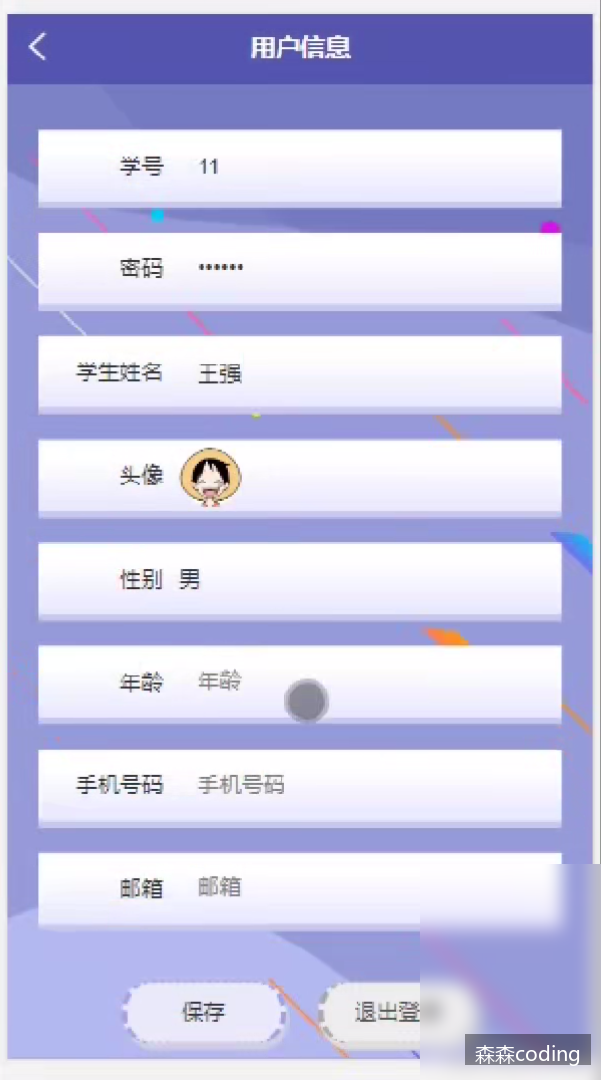 用户信息
学号 11
密码 ••••••
学生姓名 王强
头像
性别 男
年龄 年龄
手机号码 手机号码
邮箱 邮箱
保存 退出登
森森coding